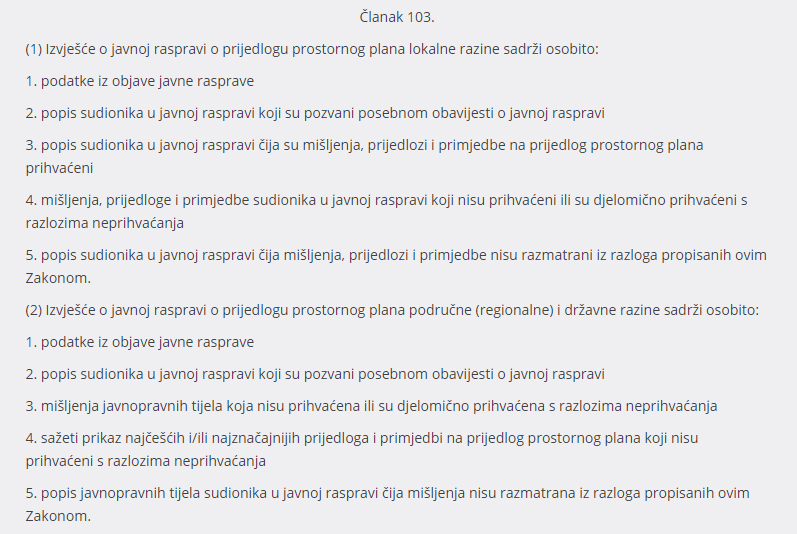 Članak 103.
(1) Izvješće o javnoj raspravi o prijedlogu prostornog plana lokalne razine sadrži osobito:
1. podatke iz objave javne rasprave
2. popis sudionika u javnoj raspravi koji su pozvani posebnom obavijesti o javnoj raspravi
3. popis sudionika u javnoj raspravi čija su mišljenja, prijedlozi i primjedbe na prijedlog prostornog plana
prihvaćeni
4. mišljenja, prijedloge i primjedbe sudionika u javnoj raspravi koji nisu prihvaćeni ili su djelomično prihvaćeni s
razlozima neprihvaćanja
5. popis sudionika u javnoj raspravi čija mišljenja, prijedlozi i primjedbe nisu razmatrani iz razloga propisanih ovim
Zakonom.
(2) Izvješće o javnoj raspravi o prijedlogu prostornog plana područne (regionalne) i državne razine sadrži osobito:
1. podatke iz objave javne rasprave
2. popis sudionika u javnoj raspravi koji su pozvani posebnom obavijesti o javnoj raspravi
3. mišljenja javnopravnih tijela koja nisu prihvaćena ili su djelomično prihvaćena s razlozima neprihvaćanja
4. sažeti prikaz najčešćih i/ili najznačajnijih prijedloga i primjedbi na prijedlog prostornog plana koji nisu
prihvaćeni s razlozima neprihvaćanja
5. popis javnopravnih tijela sudionika u javnoj raspravi čija mišljenja nisu razmatrana iz razloga propisanih ovim
Zakonom.